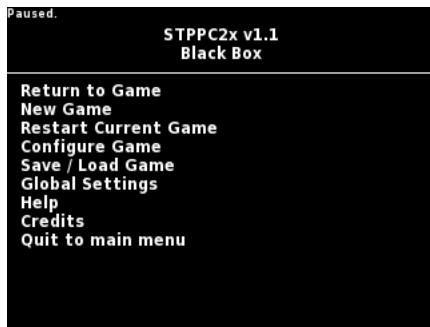 Paused.
STPPC2x v1.1
Black Box
Return to Game
New Game
Restart Current Game
Configure Game
Save / Load Game
Global Settings
Help
Credits
Quit to main menu